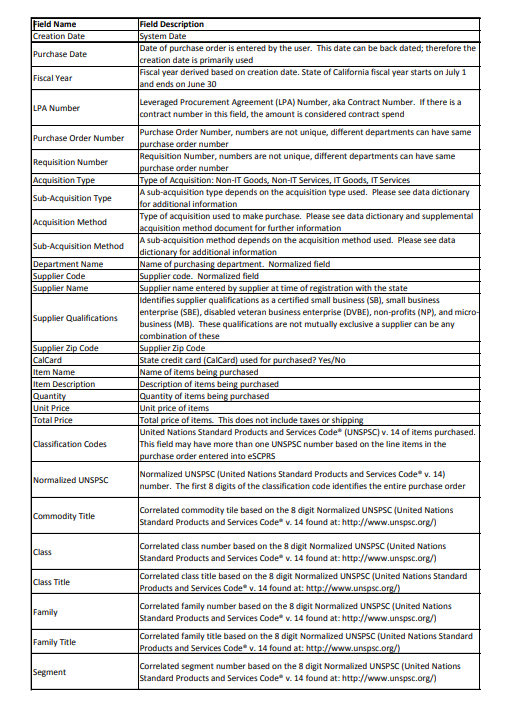 Field Name Field Description
Creation Date System Date
Purchase Date Date of purchase order is entered by the user. This date can be back dated; therefore the
creation date is primarily used
Fiscal Year Fiscal year derived based on creation date. State of California fiscal year starts on July 1
and ends on June 30
LPA Number Leveraged Procurement Agreement (LPA) Number, aka Contract Number. If there is a
contract number in this field, the amount is considered contract spend
Purchase Order Number Purchase Order Number, numbers are not unique, different departments can have same
purchase order number
Requisition Number Requisition Number, numbers are not unique, different departments can have same
purchase order number
Acquisition Type Type of Acquisition: Non-IT Goods, Non-IT Services, IT Goods, IT Services
Sub-Acquisition Type A sub-acquisition type depends on the acquisition type used. Please see data dictionary
for additional information
Acquisition Method Type of acquisition used to make purchase. Please see data dictionary and supplemental
acquisition method document for further information
Sub-Acquisition Method A sub-acquisition method depends on the acquisition method used. Please see data
dictionary for additional information
Department Name Name of purchasing department. Normalized field
Supplier Code Supplier code. Normalized field
Supplier Name Supplier name entered by supplier at time of registration with the state
Supplier Qualifications Identifies supplier qualifications as a certified small business (SB), small business
enterprise (SBE), disabled veteran business enterprise (DVBE), non-profits (NP), and micro-
business (MB). These qualifications are not mutually exclusive a supplier can be any
combination of these
Supplier Zip Code Supplier Zip Code
CalCard State credit card (CalCard) used for purchased? Yes/No
Item Name Name of items being purchased
Item Description Description of items being purchased
Quantity Quantity of items being purchased
Unit Price Unit price of items
Total Price Total price of items. This does not include taxes or shipping
Classification Codes United Nations Standard Products and Services Code® (UNSPSC) v. 14 of items purchased.
This field may have more than one UNSPSC number based on the line items in the
purchase order entered into eSCPRS
Normalized UNSPSC Normalized UNSPSC (United Nations Standard Products and Services Code® v. 14)
number. The first 8 digits of the classification code identifies the entire purchase order
Commodity Title Correlated commodity tile based on the 8 digit Normalized UNSPSC (United Nations
Standard Products and Services Code® v. 14 found at: http://www.unspsc.org/)
Class Correlated class number based on the 8 digit Normalized UNSPSC (United Nations
Standard Products and Services Code® v. 14 found at: http://www.unspsc.org/)
Class Title Correlated class title based on the 8 digit Normalized UNSPSC (United Nations Standard
Products and Services Code® v. 14 found at: http://www.unspsc.org/)
Family Correlated family number based on the 8 digit Normalized UNSPSC (United Nations
Standard Products and Services Code® v. 14 found at: http://www.unspsc.org/)
Family Title Correlated family title based on the 8 digit Normalized UNSPSC (United Nations Standard
Products and Services Code® v. 14 found at: http://www.unspsc.org/)
Segment Correlated segment number based on the 8 digit Normalized UNSPSC (United Nations
Standard Products and Services Code® v. 14 found at: http://www.unspsc.org/)